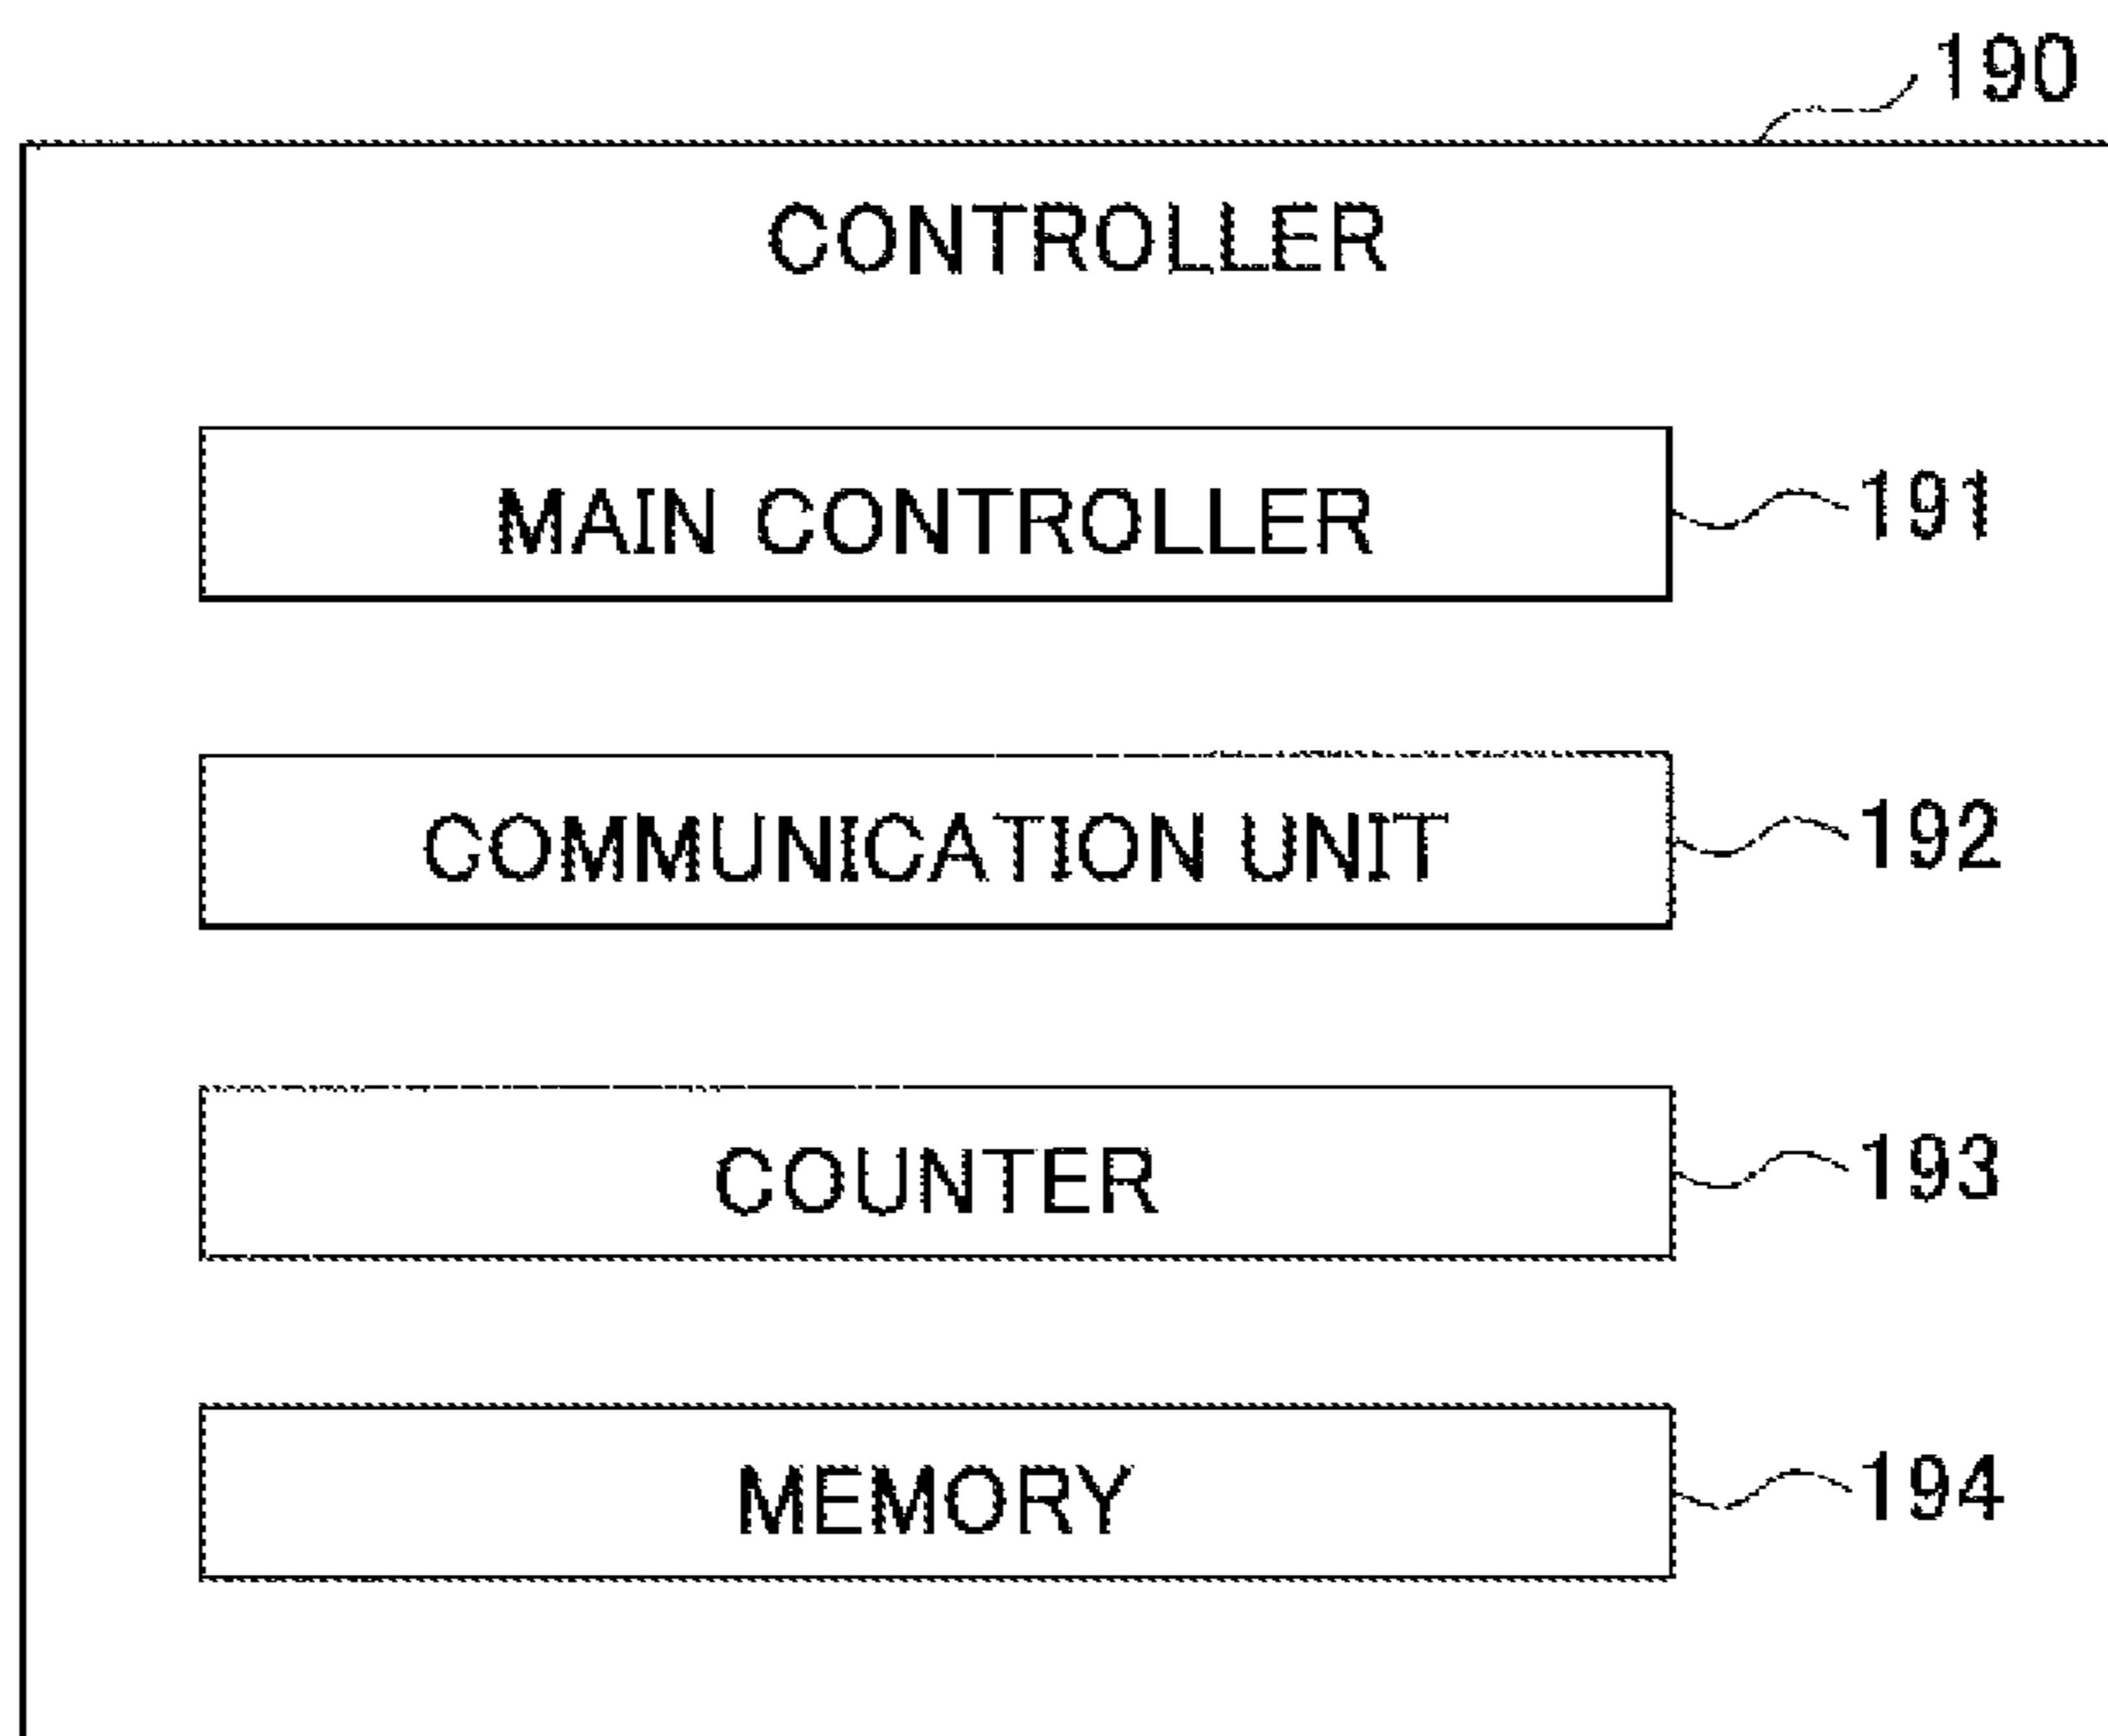 190
CONTROLLER
MAIN CONTROLLER 191
COMMUNICATION UNIT 192
COUNTER 193
MEMORY 194